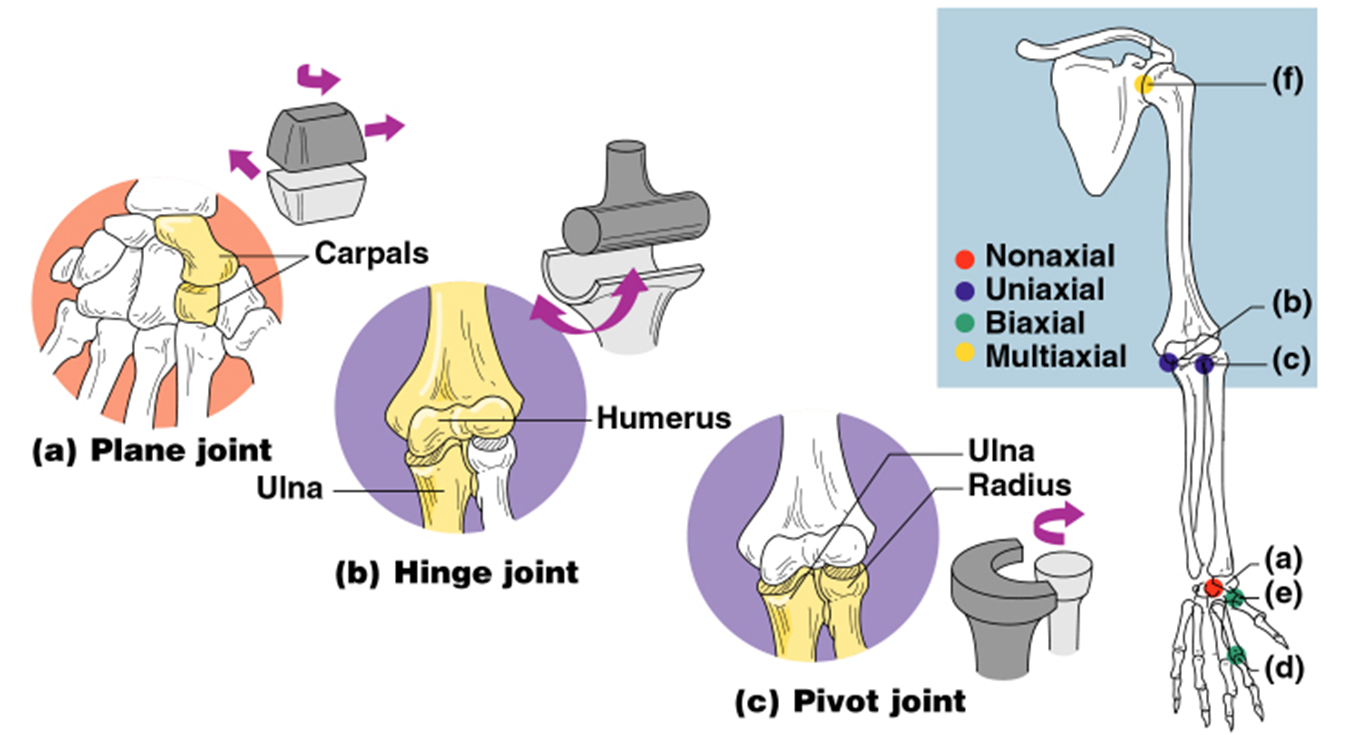 Carpals
(a) Plane joint
Humerus
Ulna
(b) Hinge joint
Ulna
Radius
(c) Pivot joint
(f)
Nonaxial
Uniaxial
Biaxial
Multiaxial
(b)
(c)
(a)
(e)
(d)